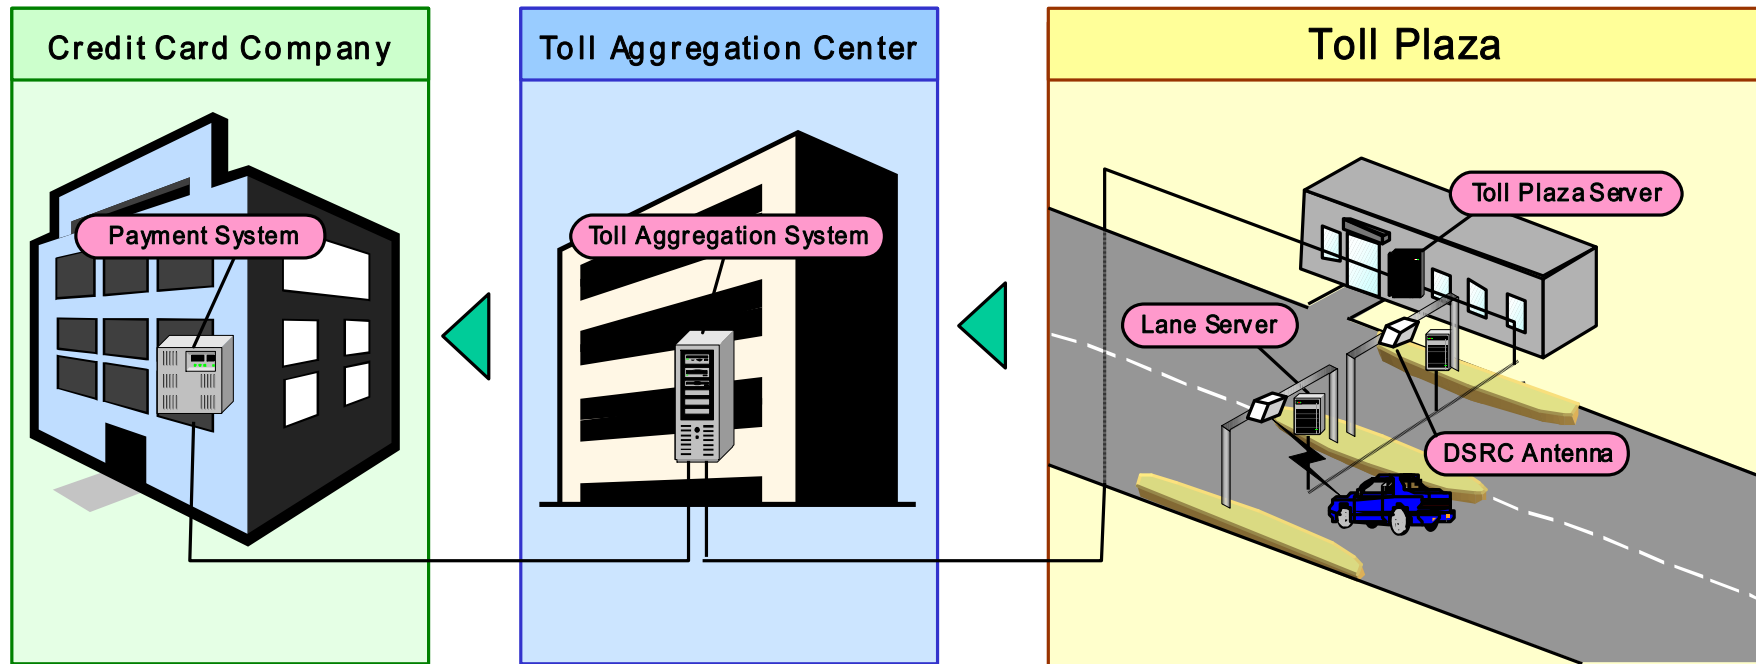 Credit Card Company
Toll Aggregation Center
Toll Plaza
Payment System
Toll Aggregation System
Toll Plaza Server
Lane Server
DSRC Antenna